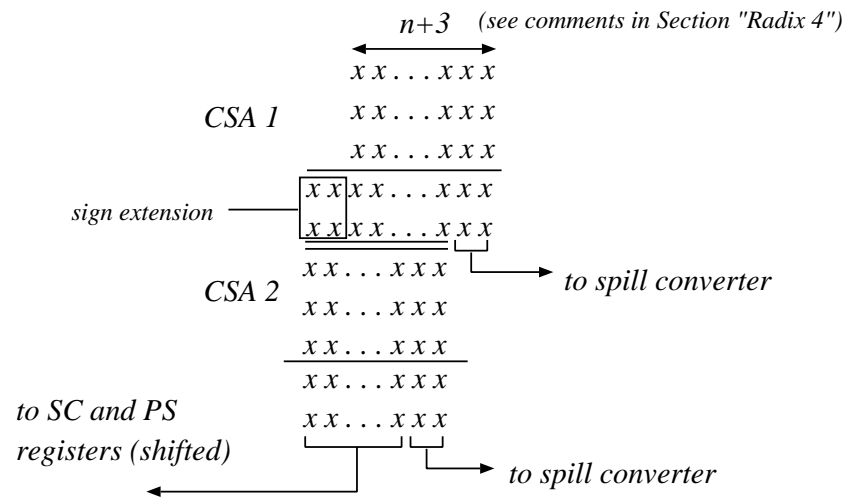 n+3 (see comments in Section "Radix 4")
x x . . . x x x
CSA 1
x x . . . x x x
x x . . . x x x
x x x x . . . x x x
sign extension
x x x x . . . x x x
x x . . . x x x
to spill converter
CSA 2
x x . . . x x x
x x . . . x x x
x x . . . x x x
to SC and PS
x x . . . x x x
registers (shifted)
to spill converter